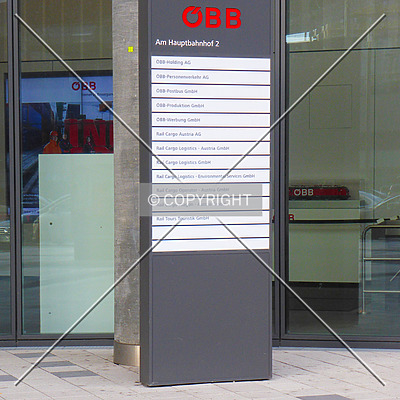 ÖBB
Am Hauptbahnhof 2
ÖBB-Holding AG
ÖBB-Personenverkehr AG
ÖBB-Postbus GmbH
ÖBB-Produktion GmbH
ÖBB-Werbung GmbH
Rail Cargo Austria AG
Rail Cargo Logistics - Austria GmbH
Rail Cargo Logistics GmbH
Rail Cargo Logistics - Environmental Services GmbH
Rail Tours Touristik GmbH
© COPYRIGHT
ÖBB
ÖBB